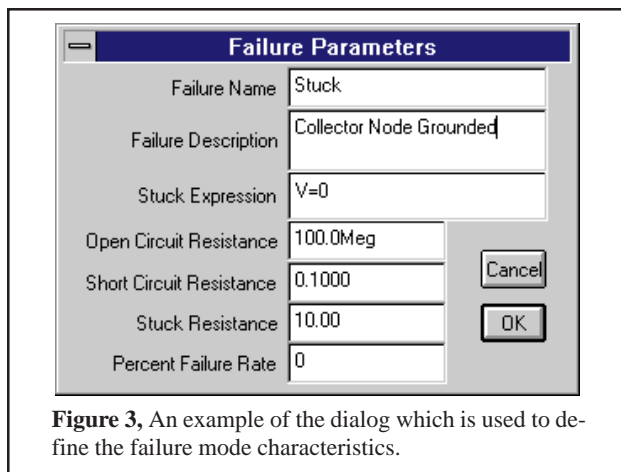 Failure Parameters
Failure Name Stuck
Failure Description Collector Node Grounded
Stuck Expression V=0
Open Circuit Resistance 100.0Meg
Short Circuit Resistance 0.1000
Cancel
Stuck Resistance 10.00
OK
Percent Failure Rate 0
Figure 3, An example of the dialog which is used to de-
fine the failure mode characteristics.